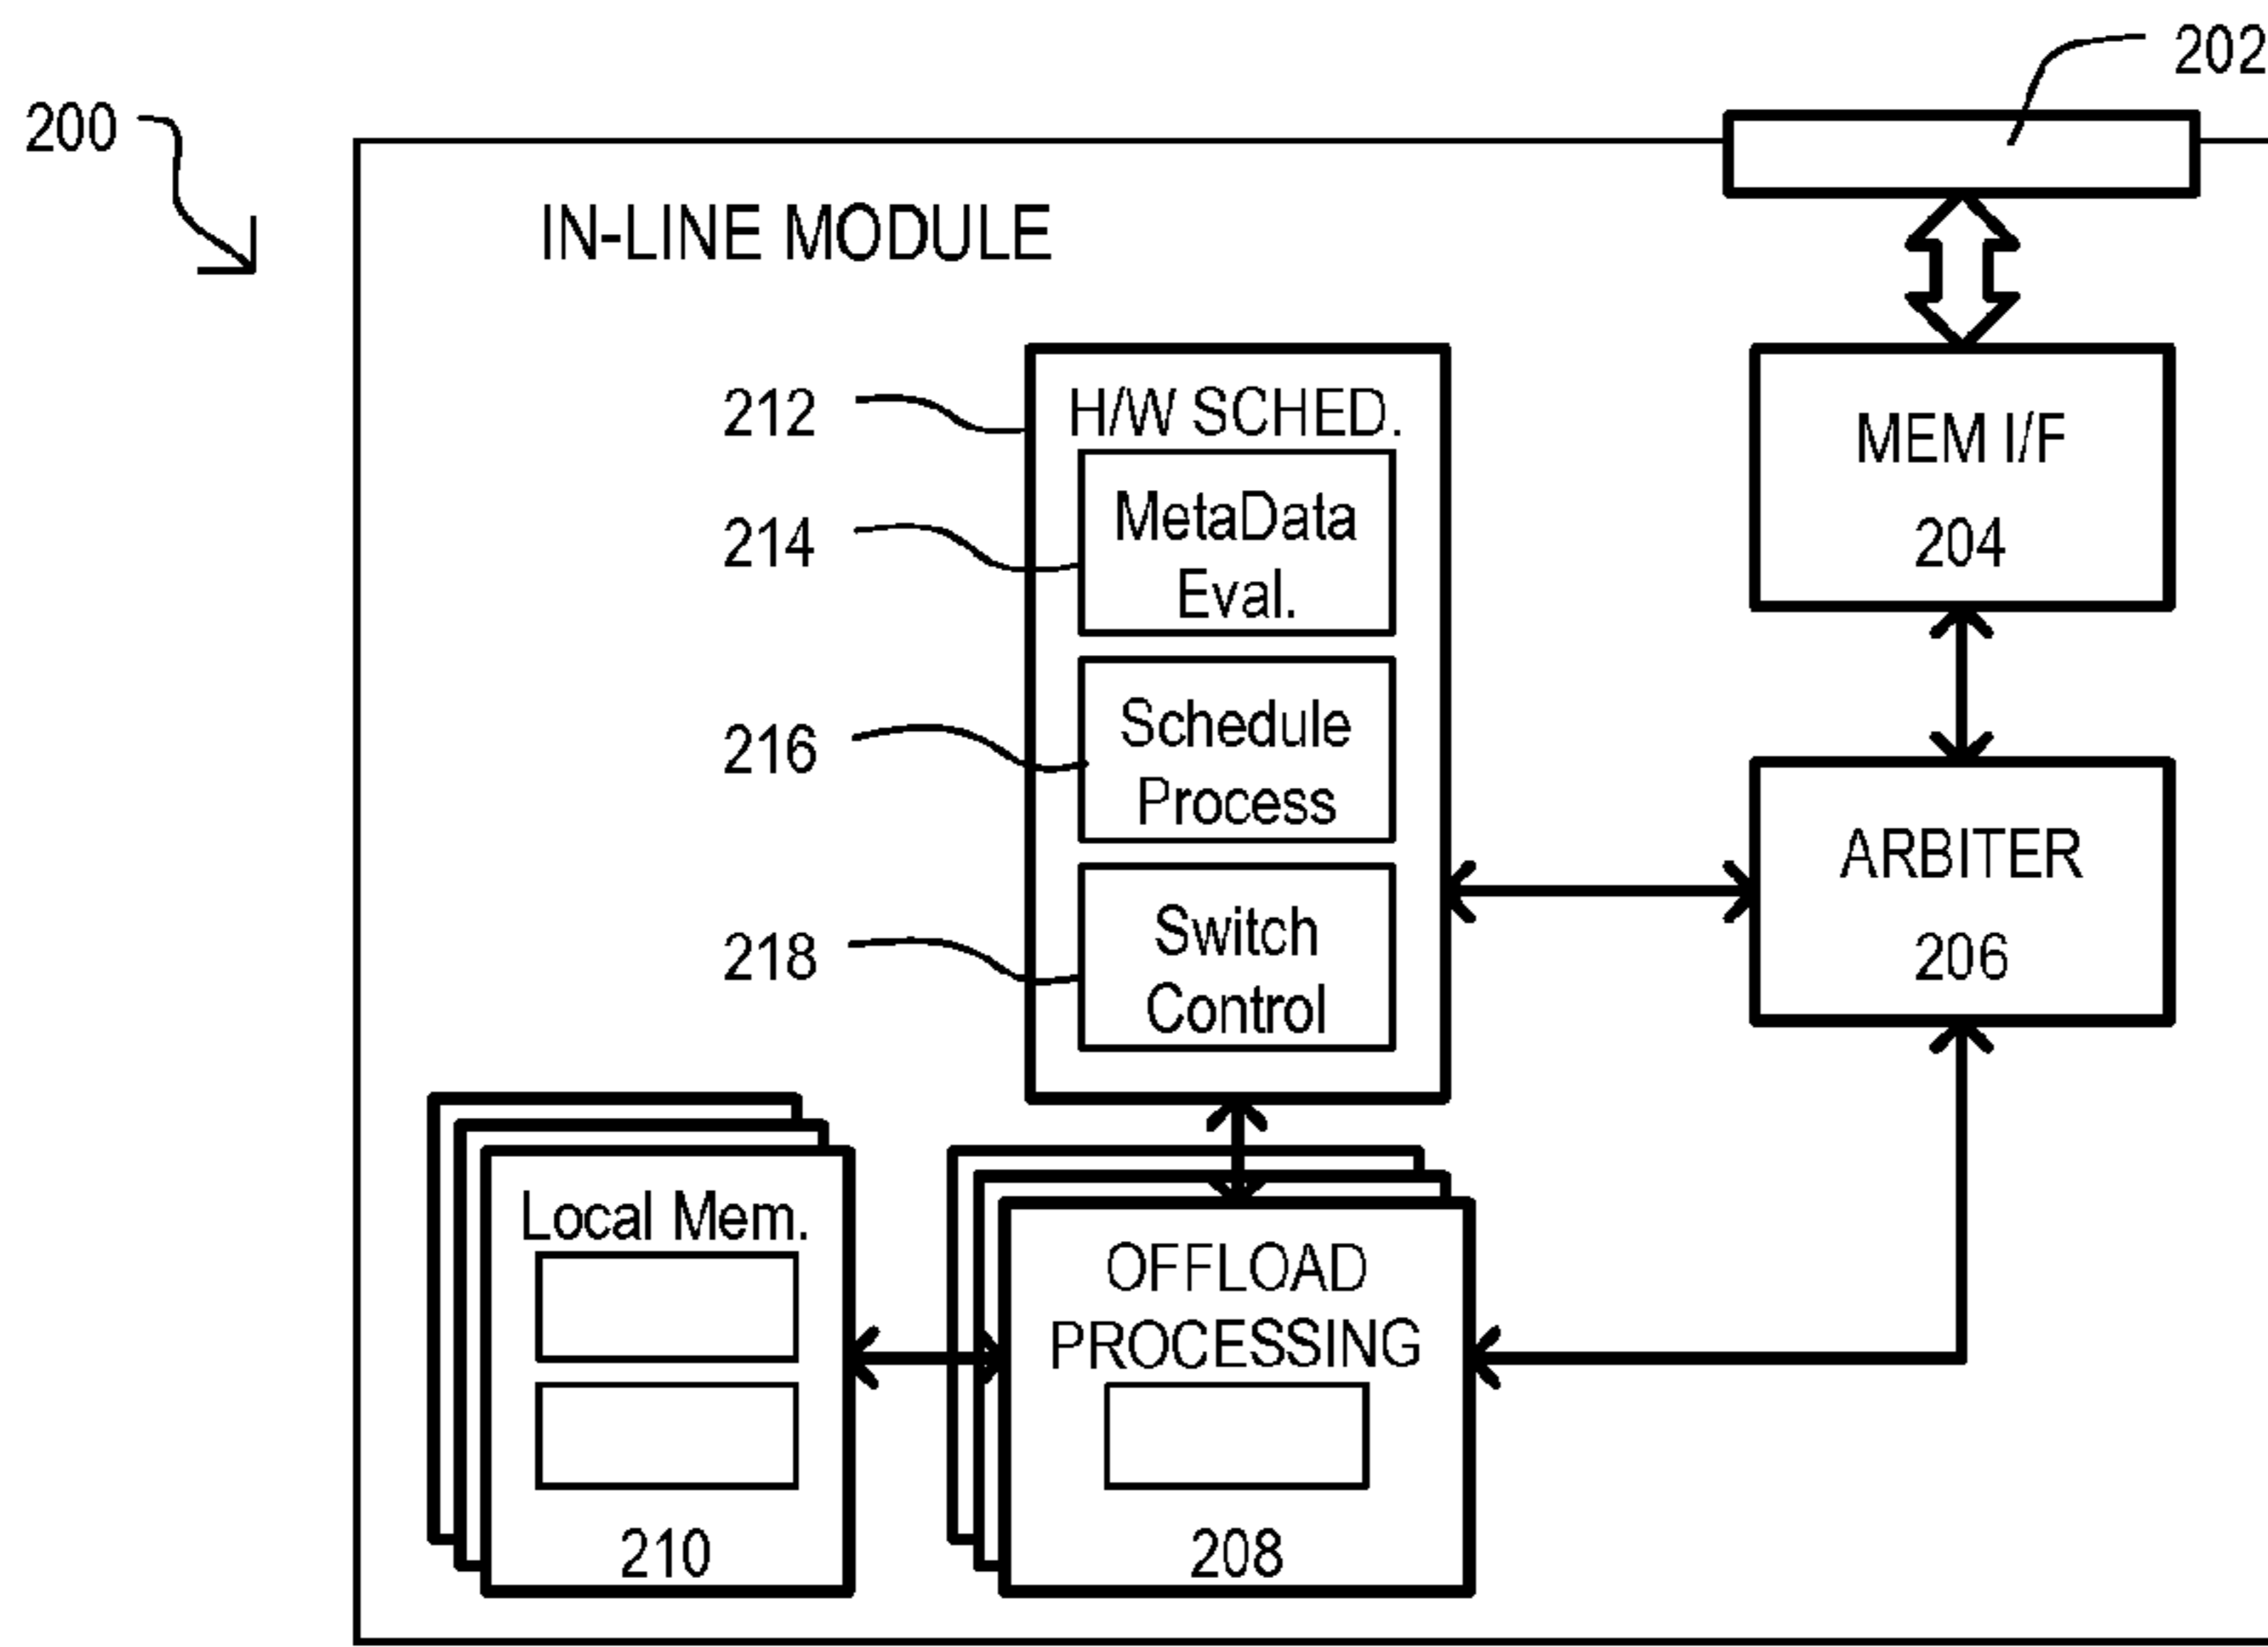 202
200
IN-LINE MODULE
212
H/W SCHED.
MEM I/F
204
214
MetaData
Eval.
216
Schedule
Process
ARBITER
206
218
Switch
Control
Local Mem.
210
OFFLOAD
PROCESSING
208